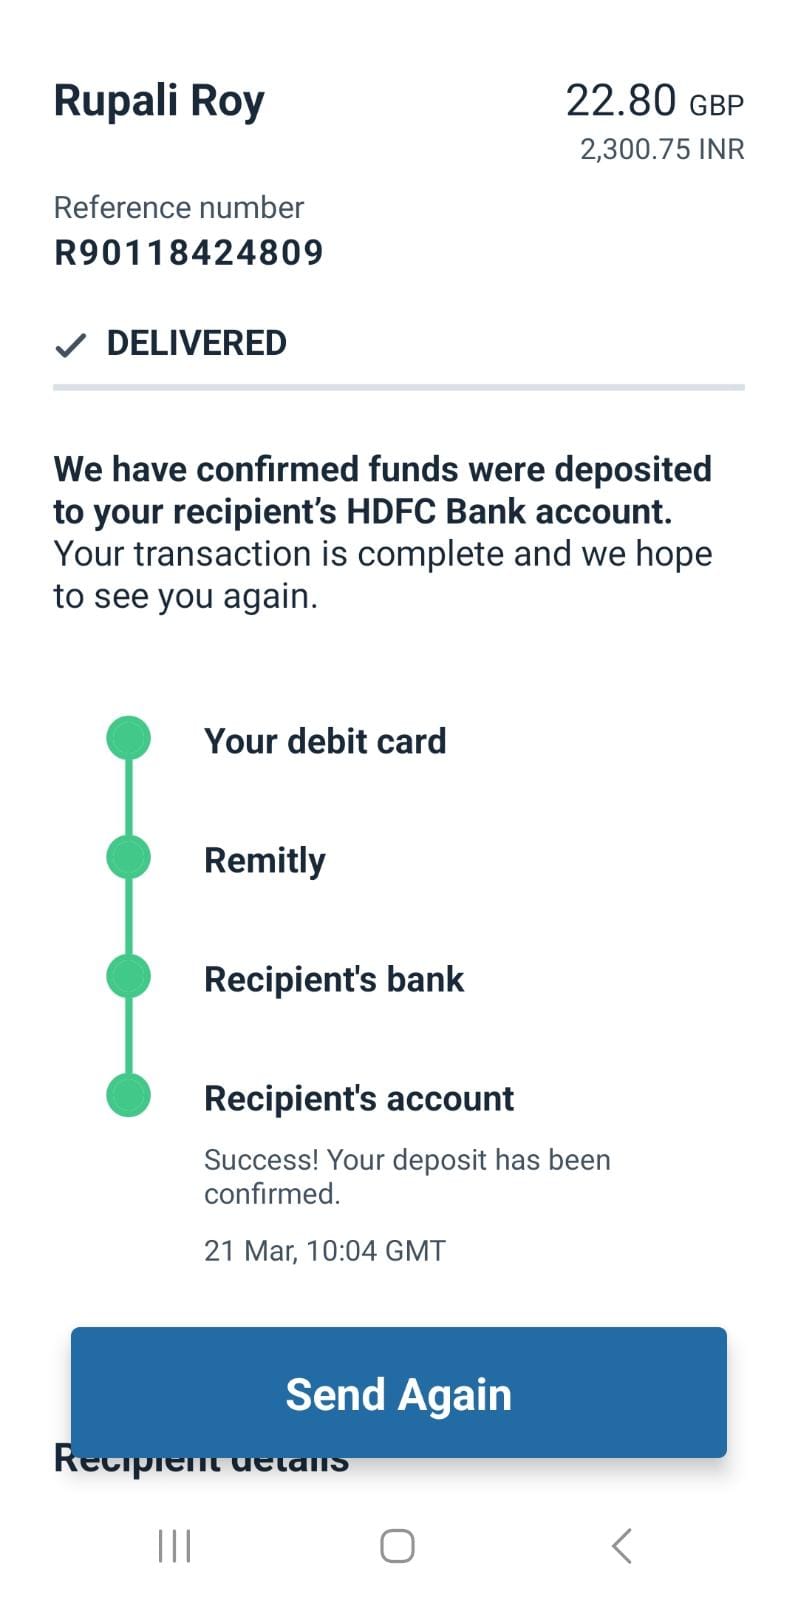 Rupali Roy
22.80 GBP
2,300.75 INR
Reference number
R90118424809
DELIVERED
We have confirmed funds were deposited
to your recipient’s HDFC Bank account.
Your transaction is complete and we hope
to see you again.
Your debit card
Remitly
Recipient's bank
Recipient's account
Success! Your deposit has been
confirmed.
21 Mar, 10:04 GMT
Send Again
Recipient details